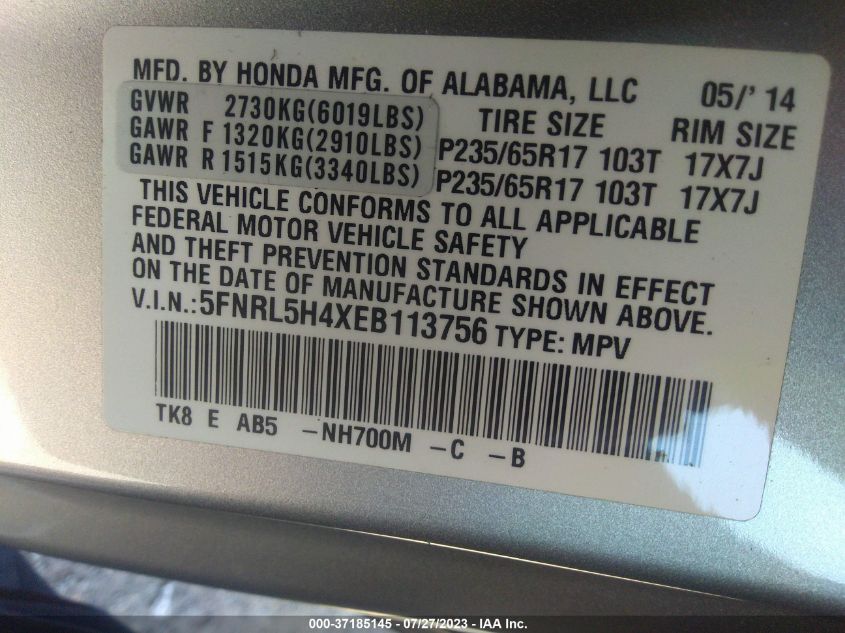 MFD. BY HONDA MFG. OF ALABAMA, LLC 05/' 14
GVWR 2730KG(6019LBS) TIRE SIZE RIM SIZE
GAWR F 1320KG(2910LBS) P235/65R17 103T 17X7J
GAWR R 1515KG(3340LBS) P235/65R17 103T 17X7J
THIS VEHICLE CONFORMS TO ALL APPLICABLE
FEDERAL MOTOR VEHICLE SAFETY
AND THEFT PREVENTION STANDARDS IN EFFECT
ON THE DATE OF MANUFACTURE SHOWN ABOVE.
V.I.N.:5FNRL5H4XEB113756 TYPE: MPV
TK8 E AB5 -NH700M -C -B
000-37185145 - 07/27/2023 - IAA Inc.